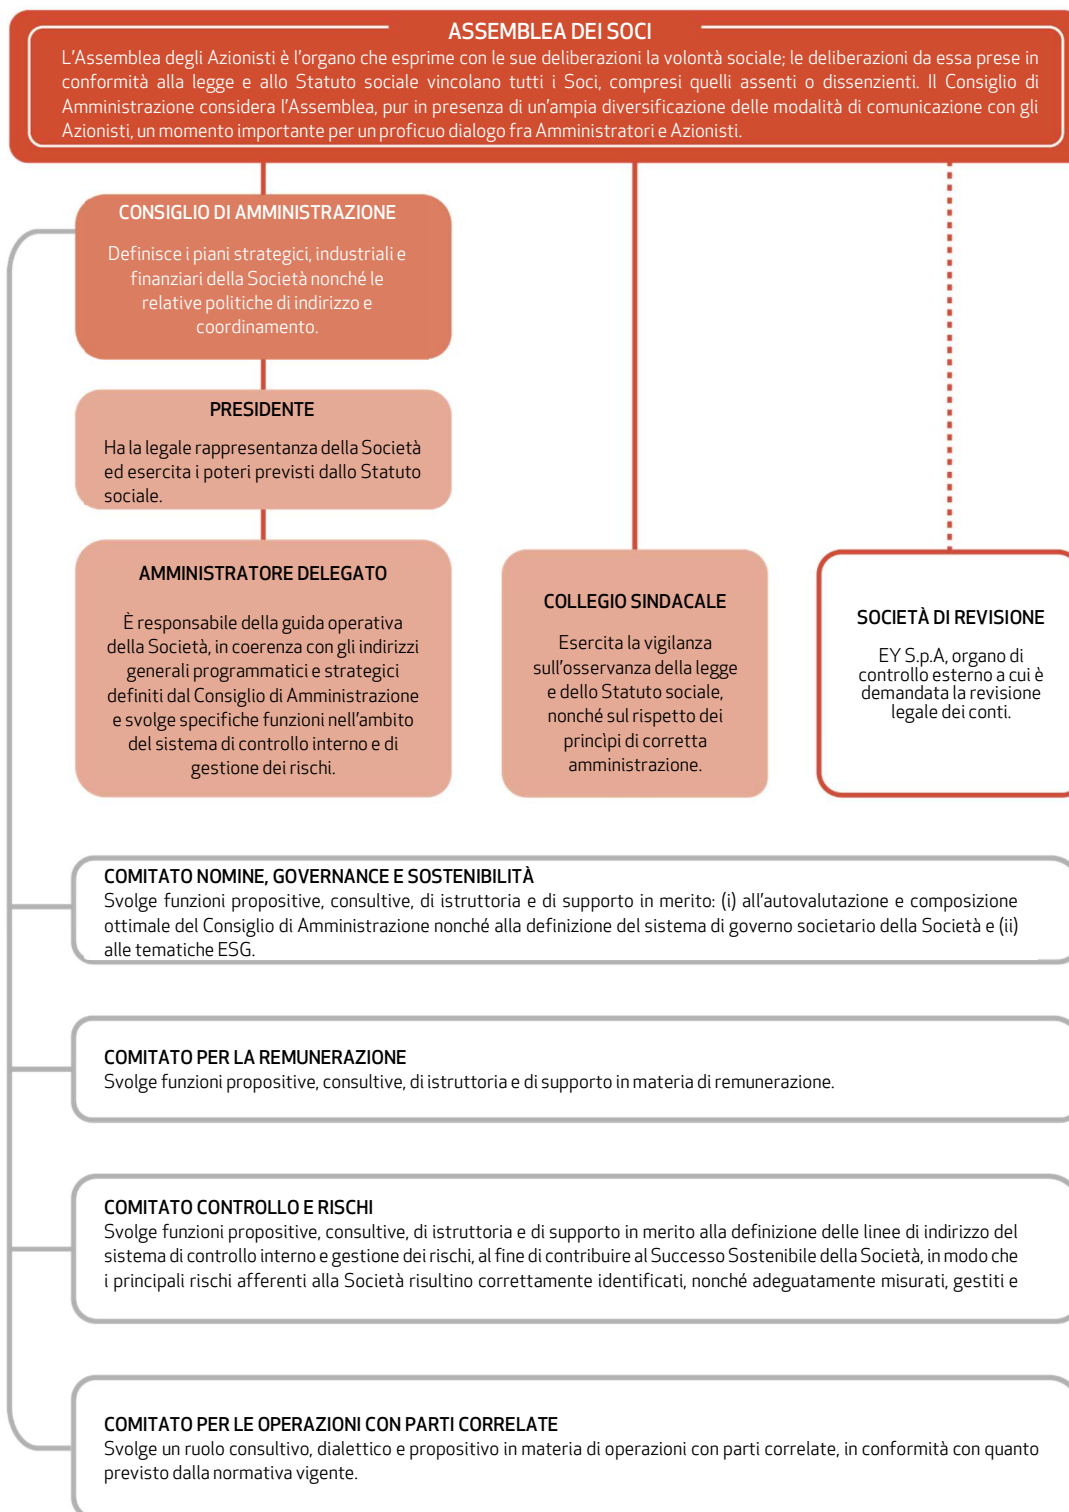 ASSEMBLEA DEI SOCI
L'Assemblea degli Azionisti è l'organo che esprime con le sue deliberazioni la volontà sociale; le deliberazioni da essa prese in
conformità alla legge e allo Statuto sociale vincolano tutti i Soci, compresi quelli assenti o dissenzienti. Il Consiglio di
Amministrazione considera l'Assemblea, pur in presenza di un'ampia diversificazione delle modalità di comunicazione con gli
Azionisti, un momento importante per un proficuo dialogo fra Amministratori e Azionisti.
CONSIGLIO DI AMMINISTRAZIONE
Definisce i piani strategici, industriali e
finanziari della Società nonché le
relative politiche di indirizzo e
coordinamento.
PRESIDENTE
Ha la legale rappresentanza della Società
ed esercita i poteri previsti dallo Statuto
sociale.
AMMINISTRATORE DELEGATO
È responsabile della guida operativa
della Società, in coerenza con gli indirizzi
generali programmatici e strategici
definiti dal Consiglio di Amministrazione
e svolge specifiche funzioni nell'ambito
del sistema di controllo interno e di
gestione dei rischi.
COLLEGIO SINDACALE
Esercita la vigilanza
sull'osservanza della legge
e dello Statuto sociale,
nonché sul rispetto dei
princìpi di corretta
amministrazione.
SOCIETÀ DI REVISIONE
EY S.p.A, organo di
controllo esterno a cui è
demandata la revisione
legale dei conti.
COMITATO NOMINE, GOVERNANCE E SOSTENIBILITÀ
Svolge funzioni propositive, consultive, di istruttoria e di supporto in merito: (i) all'autovalutazione e composizione
ottimale del Consiglio di Amministrazione nonché alla definizione del sistema di governo societario della Società e (ii)
alle tematiche ESG.
COMITATO PER LA REMUNERAZIONE
Svolge funzioni propositive, consultive, di istruttoria e di supporto in materia di remunerazione.
COMITATO CONTROLLO E RISCHI
Svolge funzioni propositive, consultive, di istruttoria e di supporto in merito alla definizione delle linee di indirizzo del
sistema di controllo interno e gestione dei rischi, al fine di contribuire al Successo Sostenibile della Società, in modo che
i principali rischi afferenti alla Società risultino correttamente identificati, nonché adeguatamente misurati, gestiti e
COMITATO PER LE OPERAZIONI CON PARTI CORRELATE
Svolge un ruolo consultivo, dialettico e propositivo in materia di operazioni con parti correlate, in conformità con quanto
previsto dalla normativa vigente.